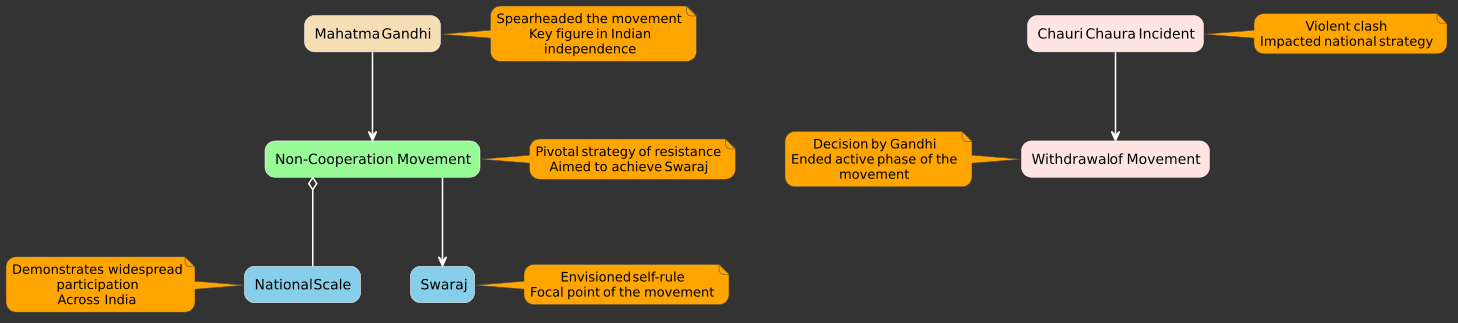 Mahatma Gandhi
Spearheaded the movement
Key figure in Indian
independence
Chauri Chaura Incident
Violent clash
Impacted national strategy
Non-Cooperation Movement
Pivotal strategy of resistance
Aimed to achieve Swaraj
Decision by Gandhi
Ended active phase of the
movement
Withdrawal of Movement
Demonstrates widespread
participation
Across India
National Scale
Swaraj
Envisioned self-rule
Focal point of the movement